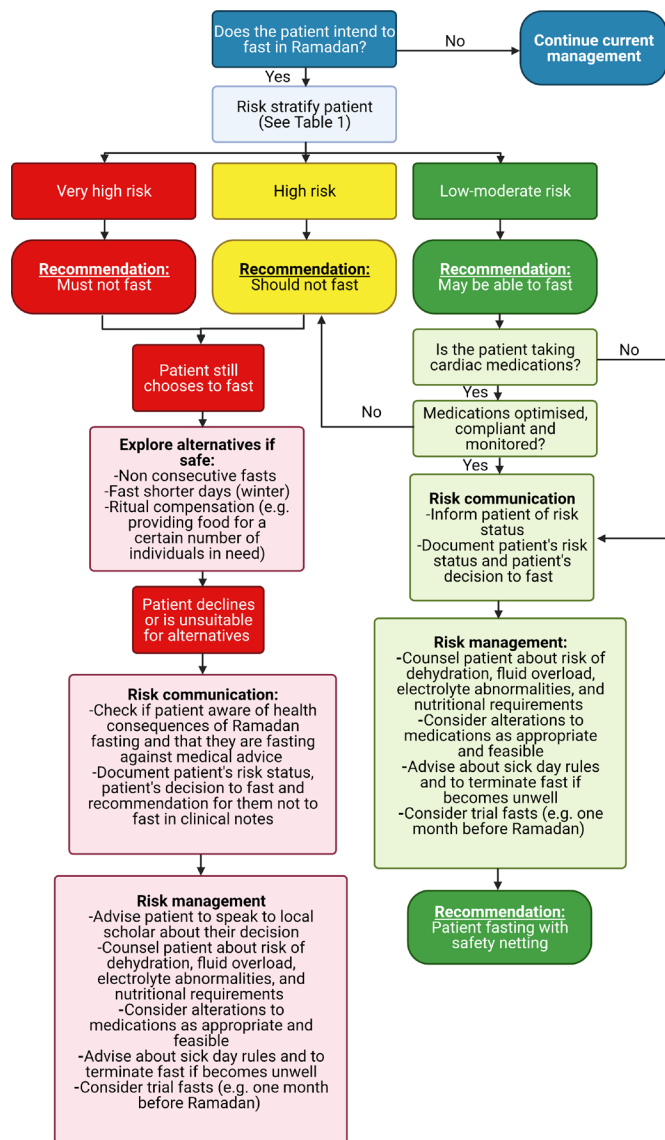 Does the patient intend to
fast in Ramadan?
No
Continue current
management
Yes
Risk stratify patient
(See Table 1)
Very high risk
High risk
Low-moderate risk
Recommendation:
Must not fast
Recommendation:
Should not fast
Recommendation:
May be able to fast
Is the patient taking
cardiac medications?
No
Yes
Patient still
chooses to fast
No
Medications optimised,
compliant and
monitored?
Yes
Explore alternatives if
safe:
-Non consecutive fasts
-Fast shorter days (winter)
-Ritual compensation (e.g.
providing food for a
certain number of
individuals in need)
Risk communication
-Inform patient of risk
status
-Document patient's risk
status and patient's
decision to fast
Patient declines
or is unsuitable
for alternatives
Risk communication:
-Check if patient aware of health
consequences of Ramadan
fasting and that they are fasting
against medical advice
-Document patient's risk status,
patient's decision to fast and
recommendation for them not to
fast in clinical notes
Risk management:
-Counsel patient about risk of
dehydration, fluid overload,
electrolyte abnormalities, and
nutritional requirements
-Consider alterations to
medications as appropriate
and feasible
-Advise about sick day rules
and to terminate fast if
becomes unwell
-Consider trial fasts (e.g. one
month before Ramadan)
Risk management
-Advise patient to speak to local
scholar about their decision
-Counsel patient about risk of
dehydration, fluid overload,
electrolyte abnormalities, and
nutritional requirements
-Consider alterations to
medications as appropriate and
feasible
-Advise about sick day rules and to
terminate fast if becomes unwell
-Consider trial fasts (e.g. one month
before Ramadan)
Recommendation:
Patient fasting with
safety netting